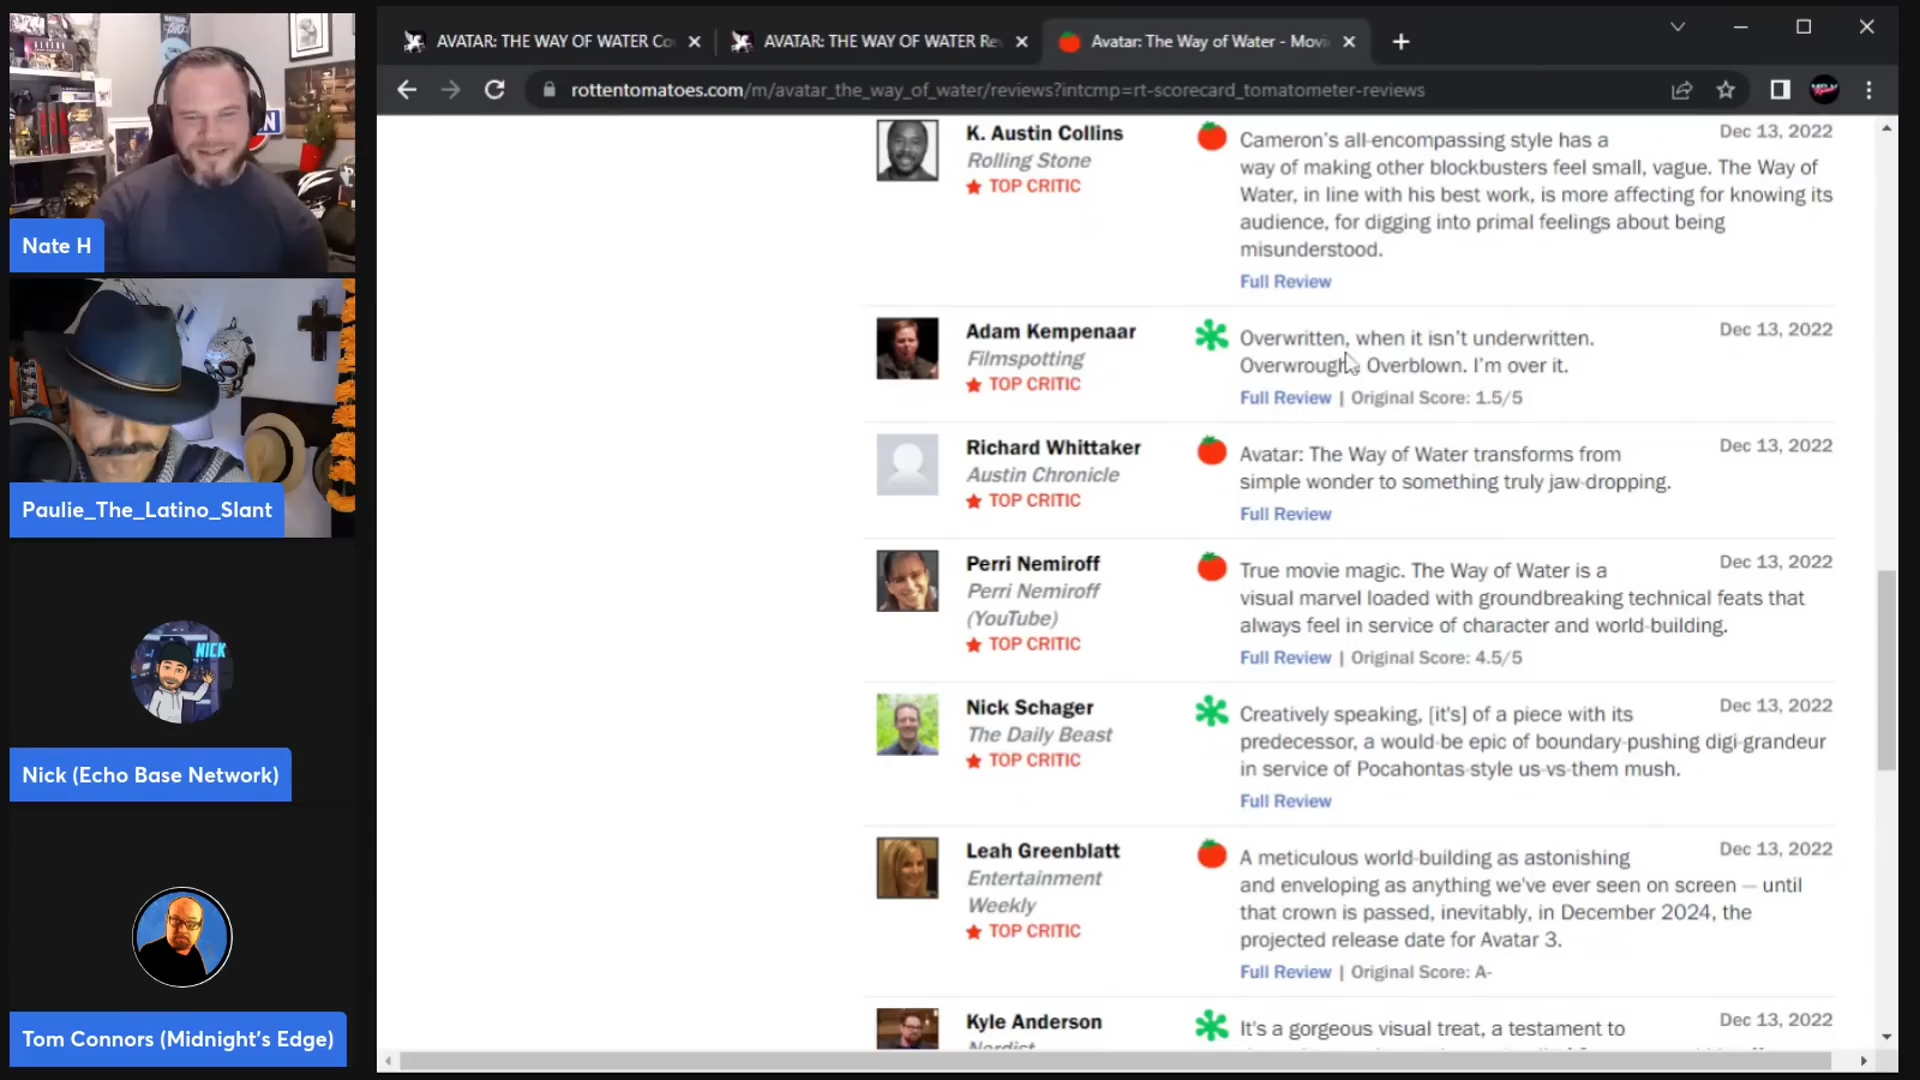 AVATAR: THE WAY OF WATER Co
AVATAR: THE WAY OF WATER Re
Avatar: The Way of Water - Movi
rottentomatoes.com/m/avatar_the_way_of_water/reviews?intcmp=rt-scorecard_tomatometer-reviews
Nate H
Paulie_The_Latino_Slant
NICK
Nick (Echo Base Network)
Tom Connors (Midnight's Edge)
K. Austin Collins
Rolling Stone
TOP CRITIC
Cameron's all-encompassing style has a
way of making other blockbusters feel small, vague. The Way of
Water, in line with his best work, is more affecting for knowing its
audience, for digging into primal feelings about being
misunderstood.
Full Review
Dec 13, 2022
Adam Kempenaar
Filmspotting
TOP CRITIC
Overwritten, when it isn't underwritten.
Overwrought. Overblown. I'm over it.
Full Review | Original Score: 1.5/5
Dec 13, 2022
Richard Whittaker
Austin Chronicle
TOP CRITIC
Avatar: The Way of Water transforms from
simple wonder to something truly jaw-dropping.
Full Review
Dec 13, 2022
Perri Nemiroff
Perri Nemiroff
(YouTube)
TOP CRITIC
True movie magic. The Way of Water is a
visual marvel loaded with groundbreaking technical feats that
always feel in service of character and world-building.
Full Review | Original Score: 4.5/5
Dec 13, 2022
Nick Schager
The Daily Beast
TOP CRITIC
Creatively speaking, [it's] of a piece with its
predecessor, a would-be epic of boundary-pushing digi-grandeur
in service of Pocahontas-style us-vs-them mush.
Full Review
Dec 13, 2022
Leah Greenblatt
Entertainment
Weekly
TOP CRITIC
A meticulous world-building as astonishing
and enveloping as anything we've ever seen on screen — until
that crown is passed, inevitably, in December 2024, the
projected release date for Avatar 3.
Full Review | Original Score: A-
Dec 13, 2022
Kyle Anderson
Nerdist
It's a gorgeous visual treat, a testament to
Dec 13, 2022